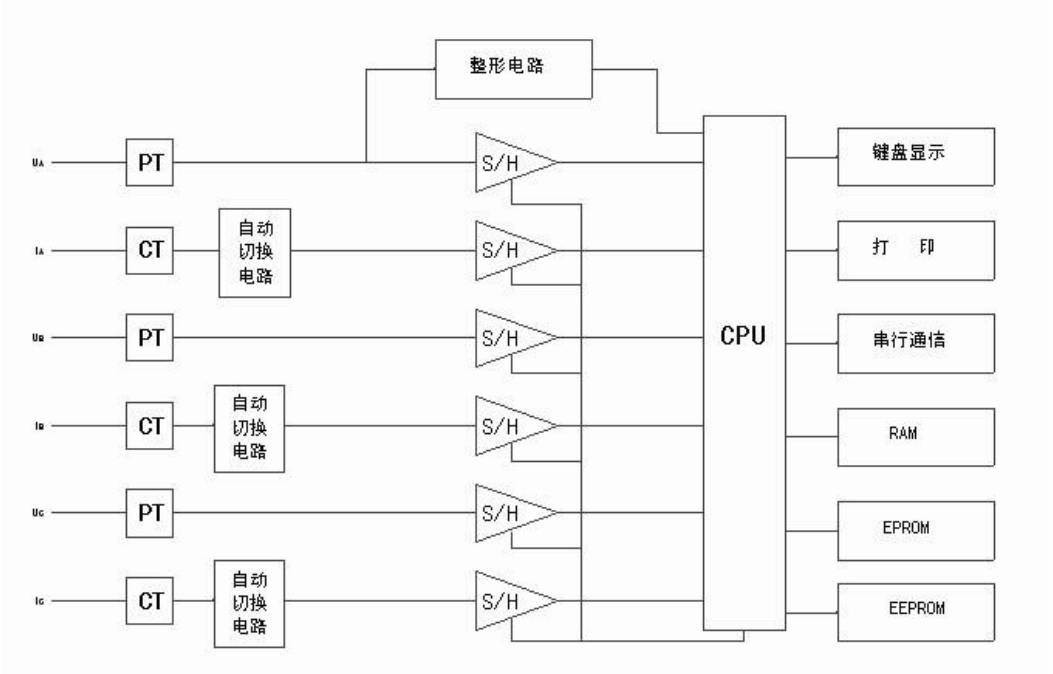 整形电路
UA
PT
S/H
键盘显示
IA
CT
自动
切换
电路
S/H
打 印
UB
PT
S/H
CPU
串行通信
IB
CT
自动
切换
电路
S/H
RAM
UC
PT
S/H
EPROM
IC
CT
自动
切换
电路
S/H
EEPROM